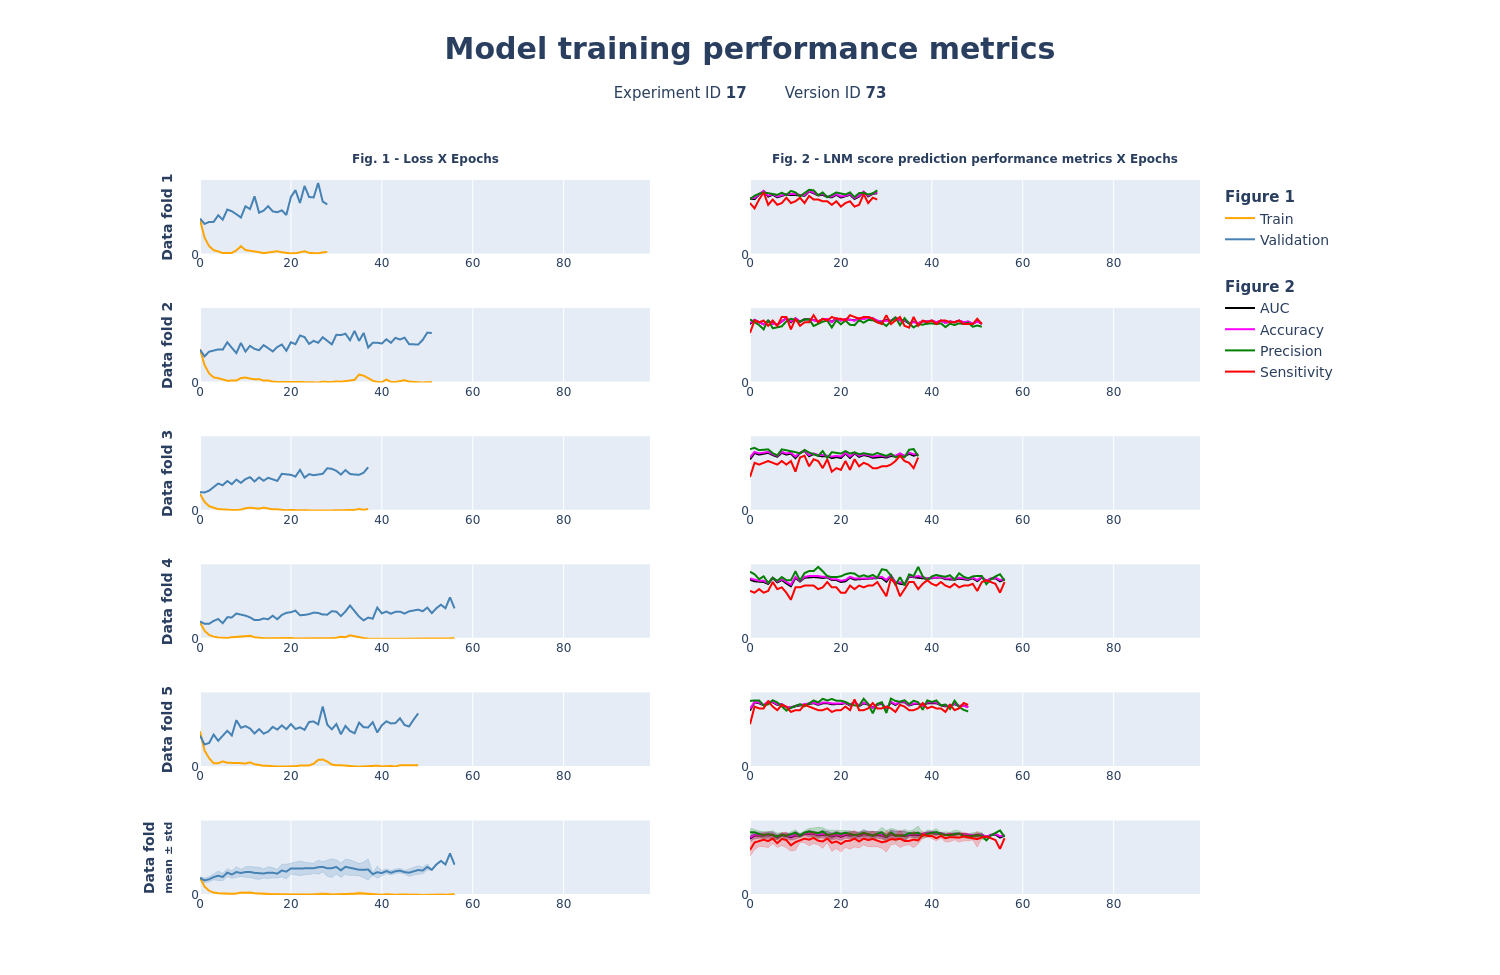 Model training performance metrics
Experiment ID 17 Version ID 73
Fig. 1 - Loss X Epochs
Fig. 2 - LNM score prediction performance metrics X Epochs
Data fold 1
0
0 20 40 60 80
0
0 20 40 60 80
Data fold 2
0
0 20 40 60 80
0
0 20 40 60 80
Data fold 3
0
0 20 40 60 80
0
0 20 40 60 80
Data fold 4
0
0 20 40 60 80
0
0 20 40 60 80
Data fold 5
0
0 20 40 60 80
0
0 20 40 60 80
Data fold
mean ± std
0
0 20 40 60 80
0
0 20 40 60 80
Figure 1
Train
Validation
Figure 2
AUC
Accuracy
Precision
Sensitivity